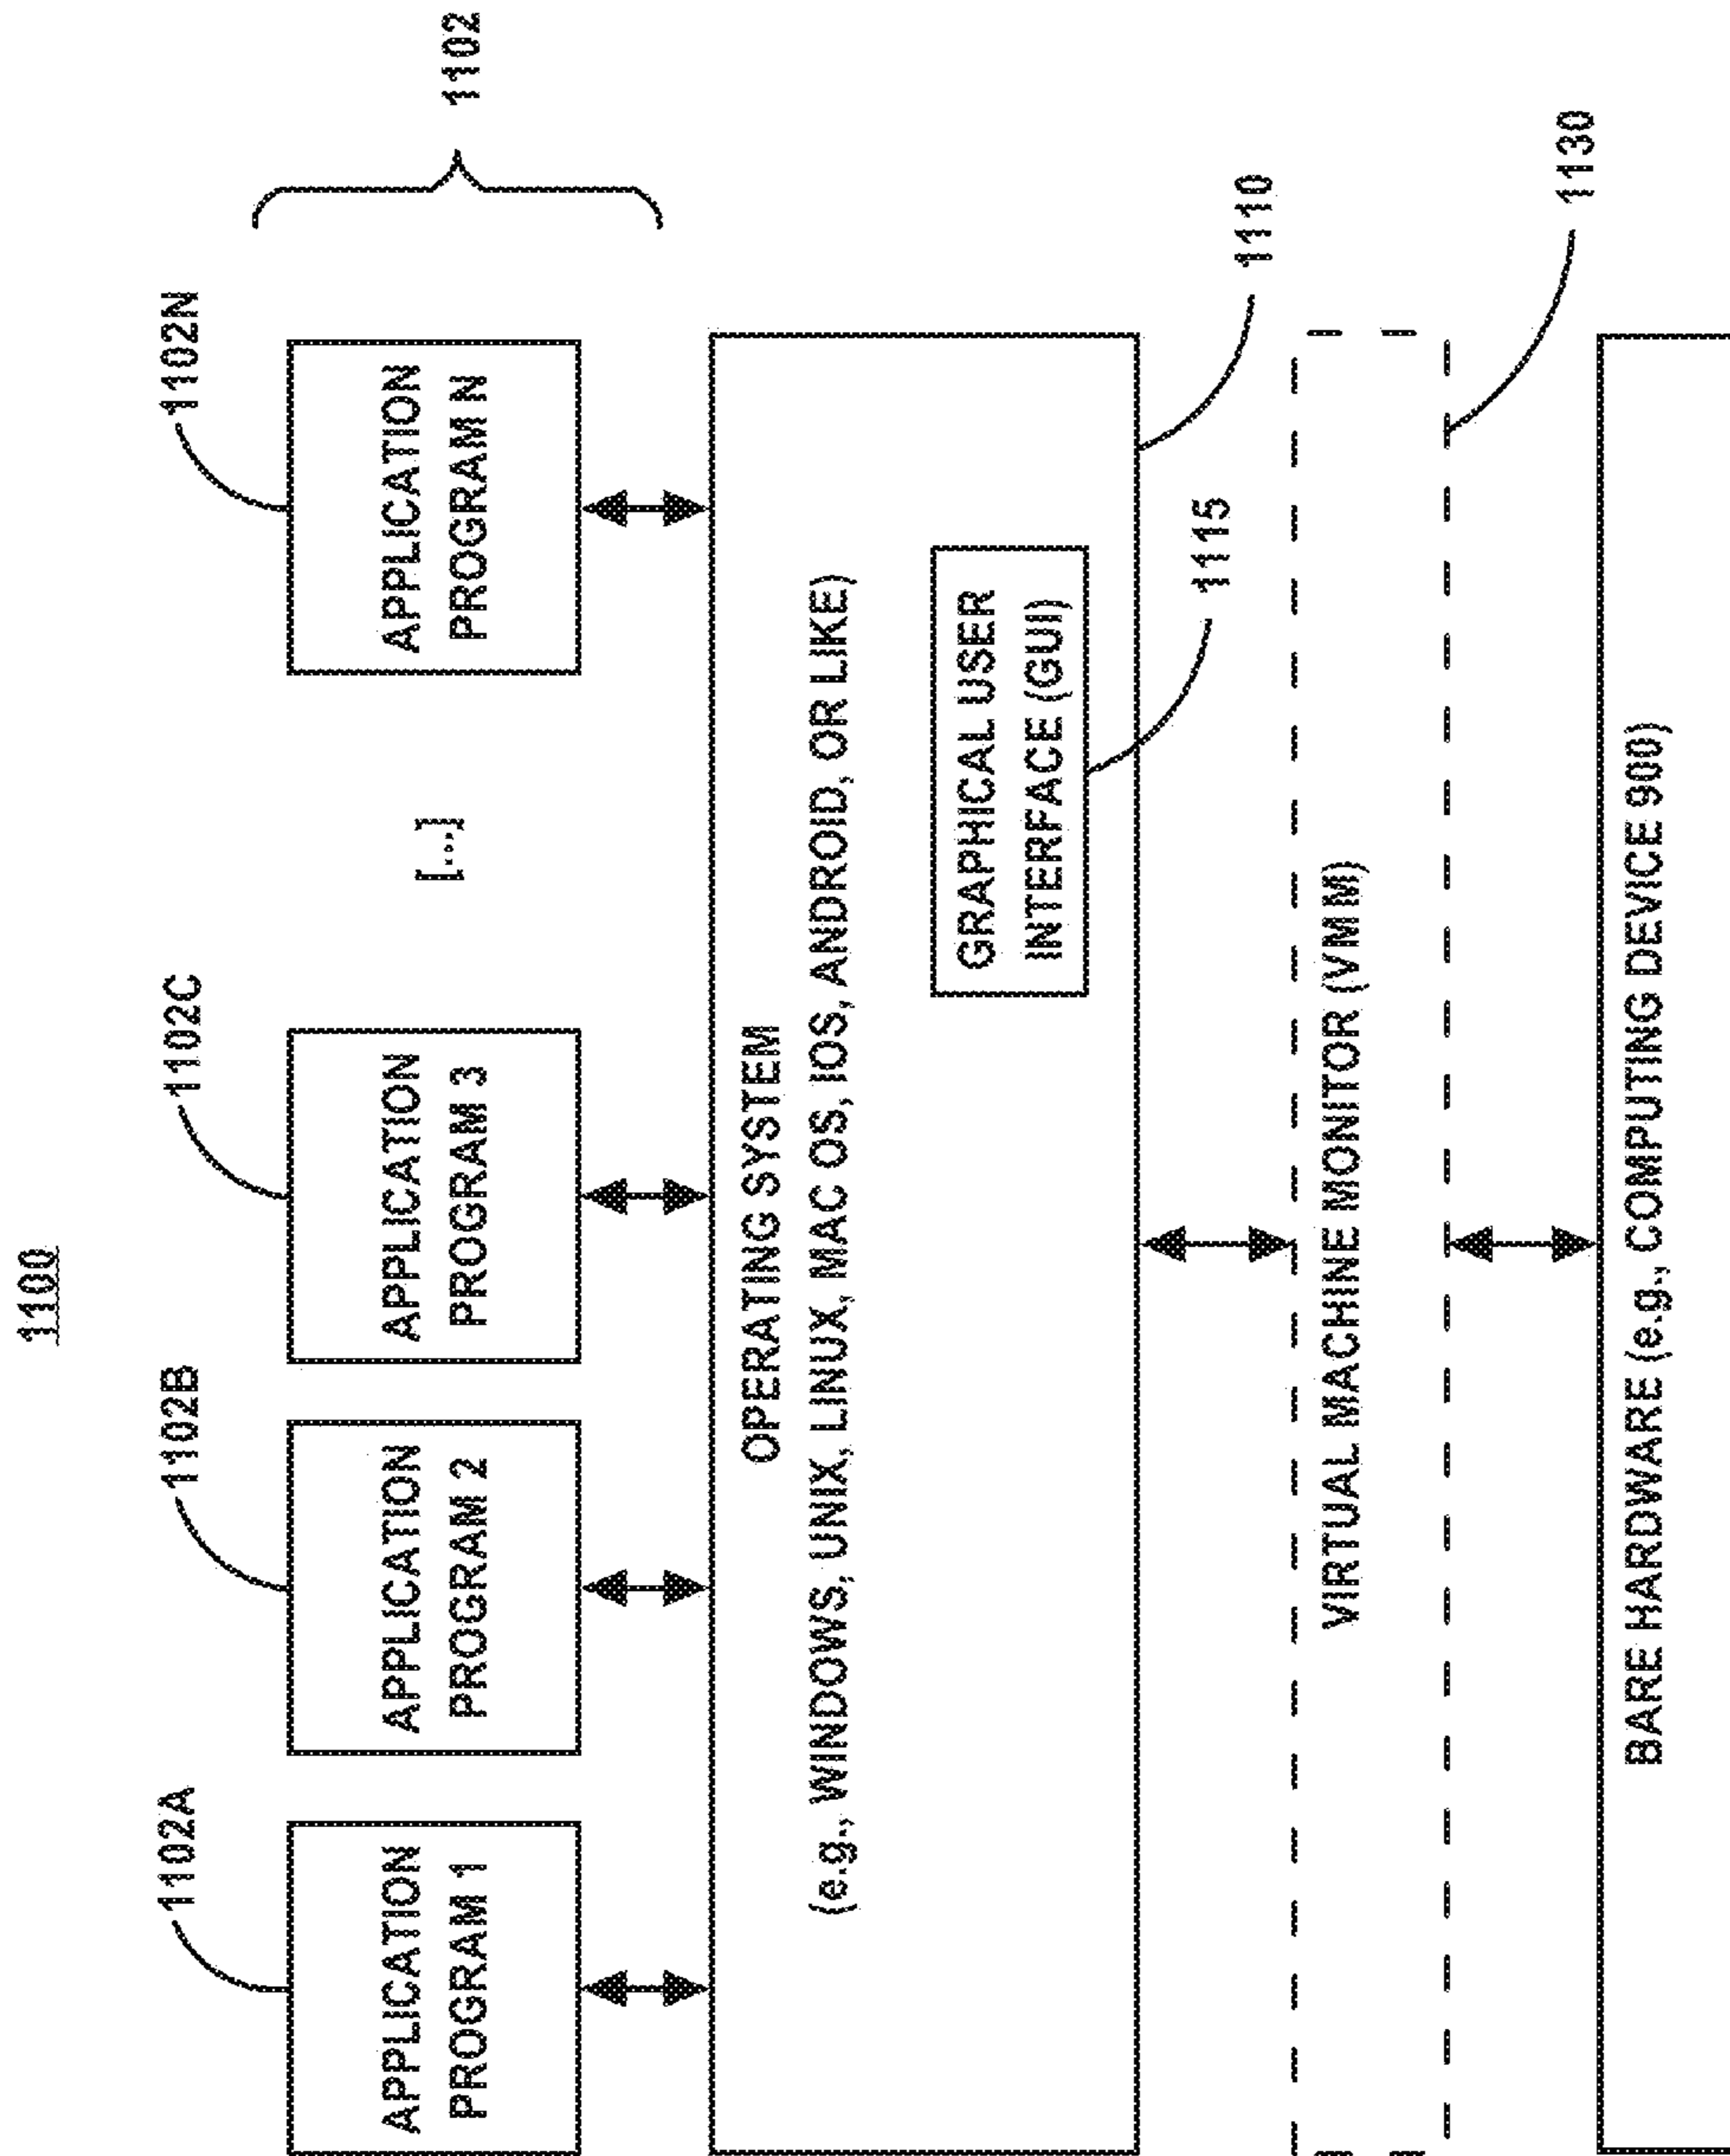 1100
1102A
1102B
1102C
1102N
1102
APPLICATION
PROGRAM 1
APPLICATION
PROGRAM 2
APPLICATION
PROGRAM 3
[...]
APPLICATION
PROGRAM N
OPERATING SYSTEM
(e.g., WINDOWS, UNIX, LINUX, MAC OS, IOS, ANDROID, OR LIKE)
GRAPHICAL USER
INTERFACE (GUI)
1115
1110
VIRTUAL MACHINE MONITOR (VMM)
1130
BARE HARDWARE (e.g., COMPUTING DEVICE 900)